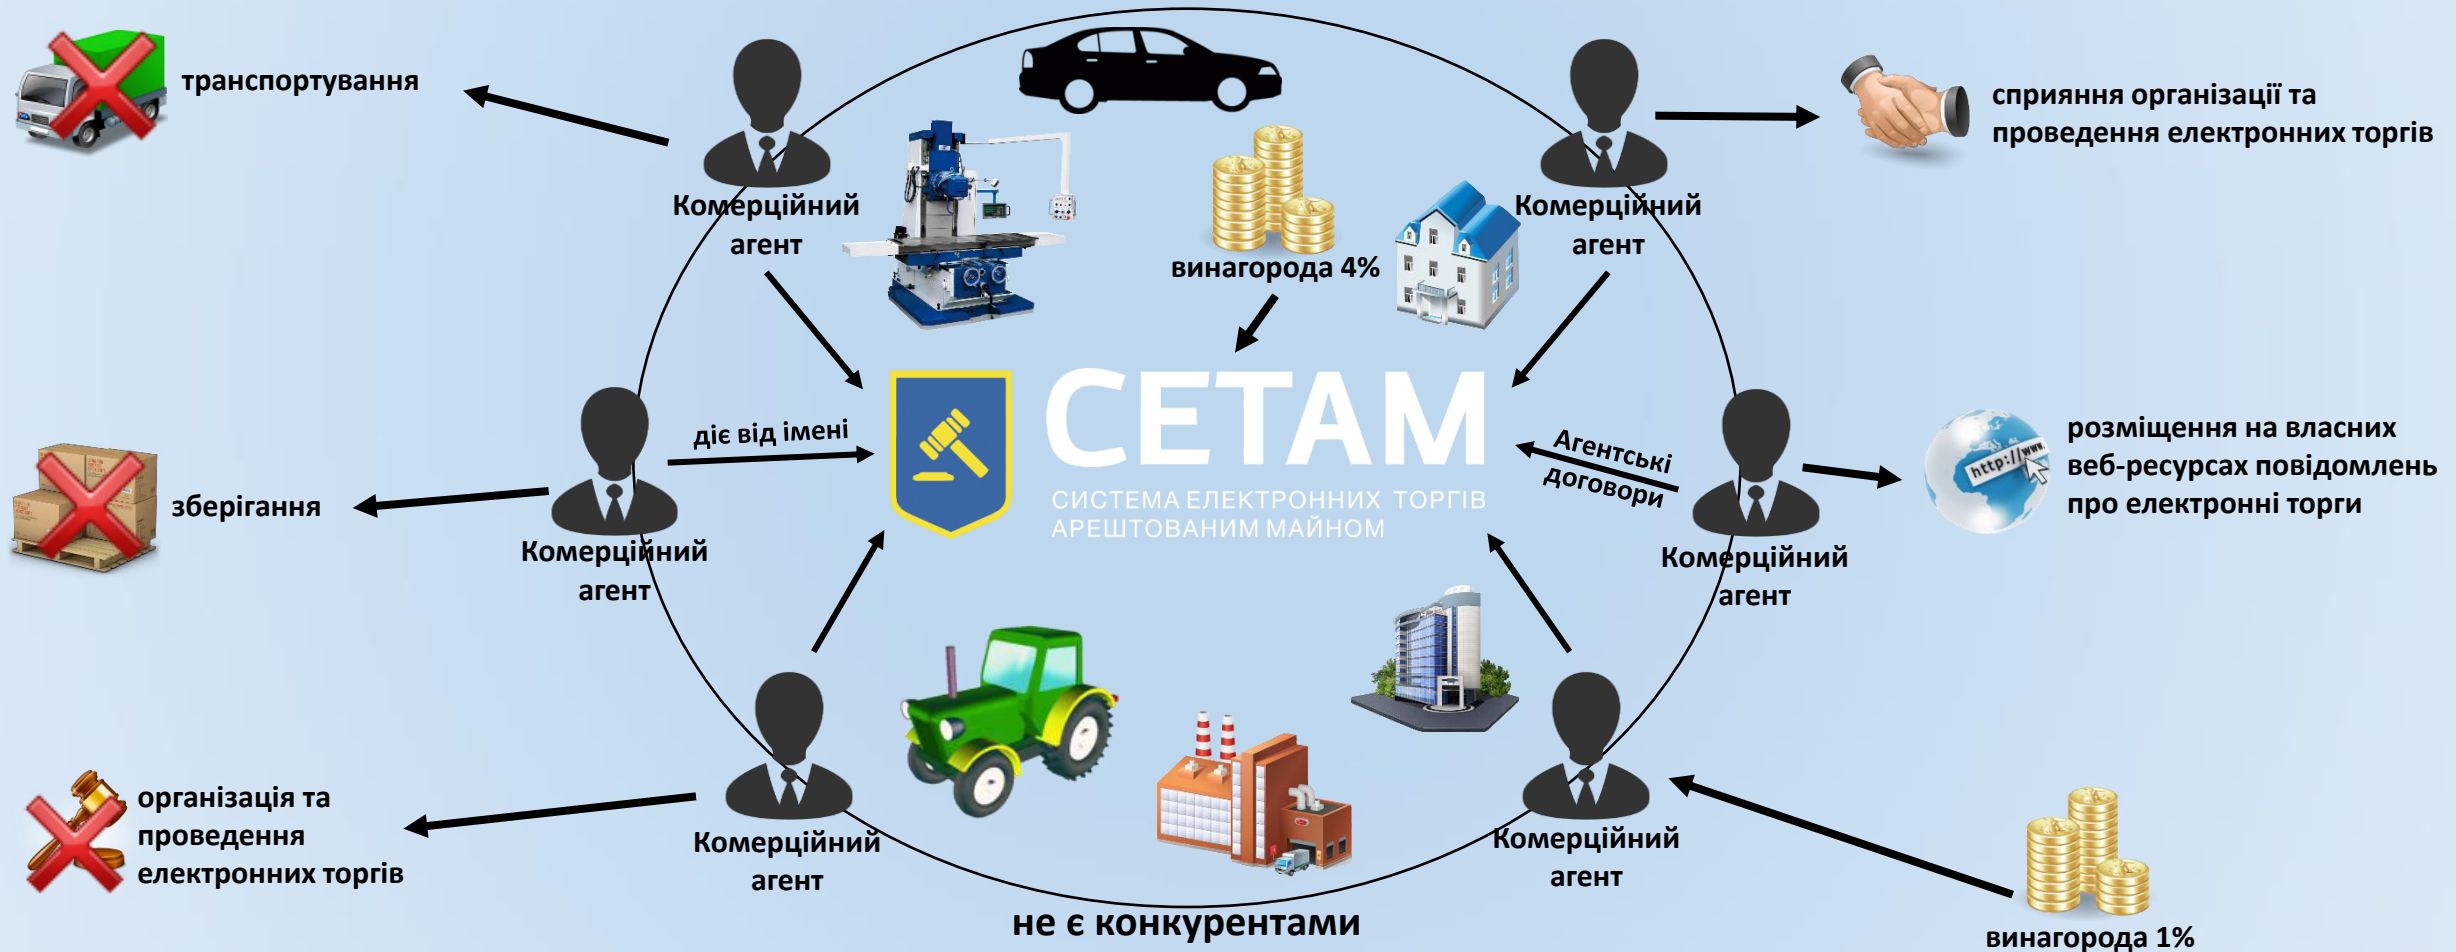 транспортування
Комерційний
агент
винагорода 4%
Комерційний
агент
сприяння організації та
проведення електронних торгів
зберігання
Комерційний
агент
діє від імені
СЕТАМ
СИСТЕМА ЕЛЕКТРОННИХ ТОРГІВ
АРЕШТОВАНИМ МАЙНОМ
Агентські
договори
Комерційний
агент
http://www.
розміщення на власних
веб-ресурсах повідомлень
про електронні торги
організація та
проведення
електронних торгів
Комерційний
агент
Комерційний
агент
не є конкурентами
винагорода 1%